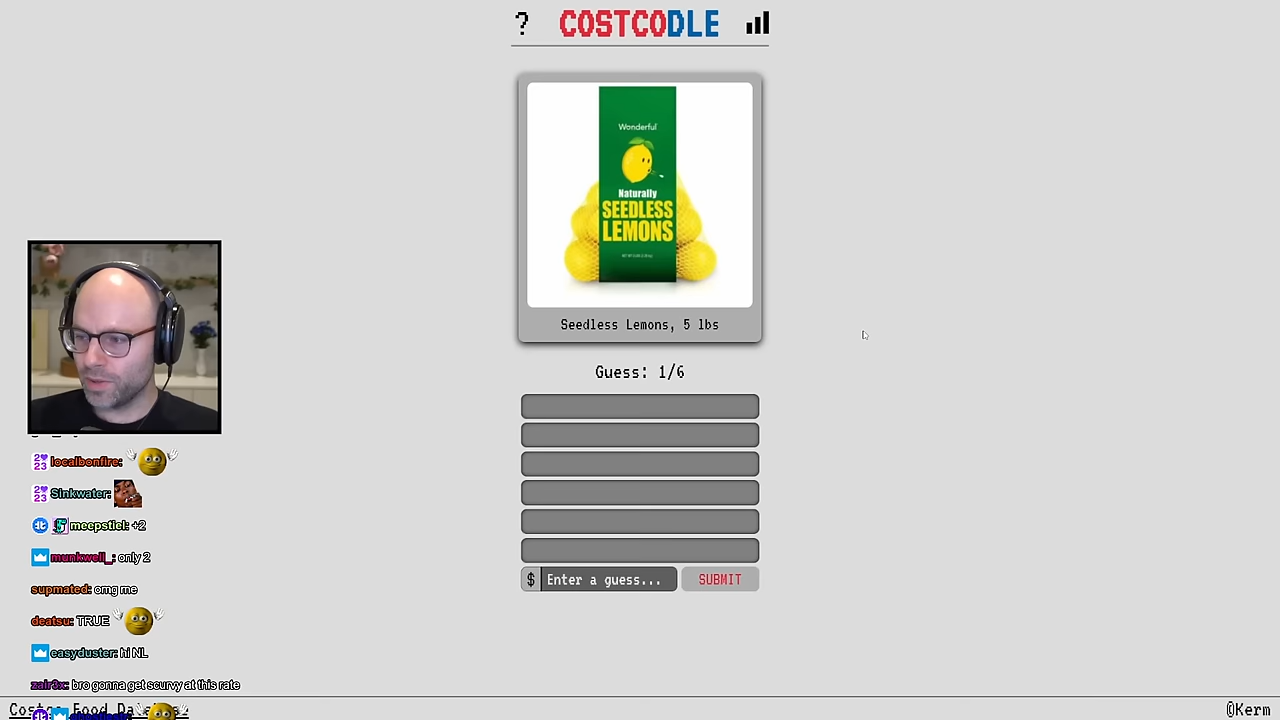 ? COSTCODLE
Wonderful
Naturally
SEEDLESS
LEMONS
Seedless Lemons, 5 lbs
Guess: 1/6
$ Enter a guess... SUBMIT
localbonfire:
Sinkwater:
meepstiel: +2
munkwell_: only 2
supmated: omg me
deatsu: TRUE
easyduster: hi NL
zair3x: bro gonna get scurvy at this rate
@Kerm